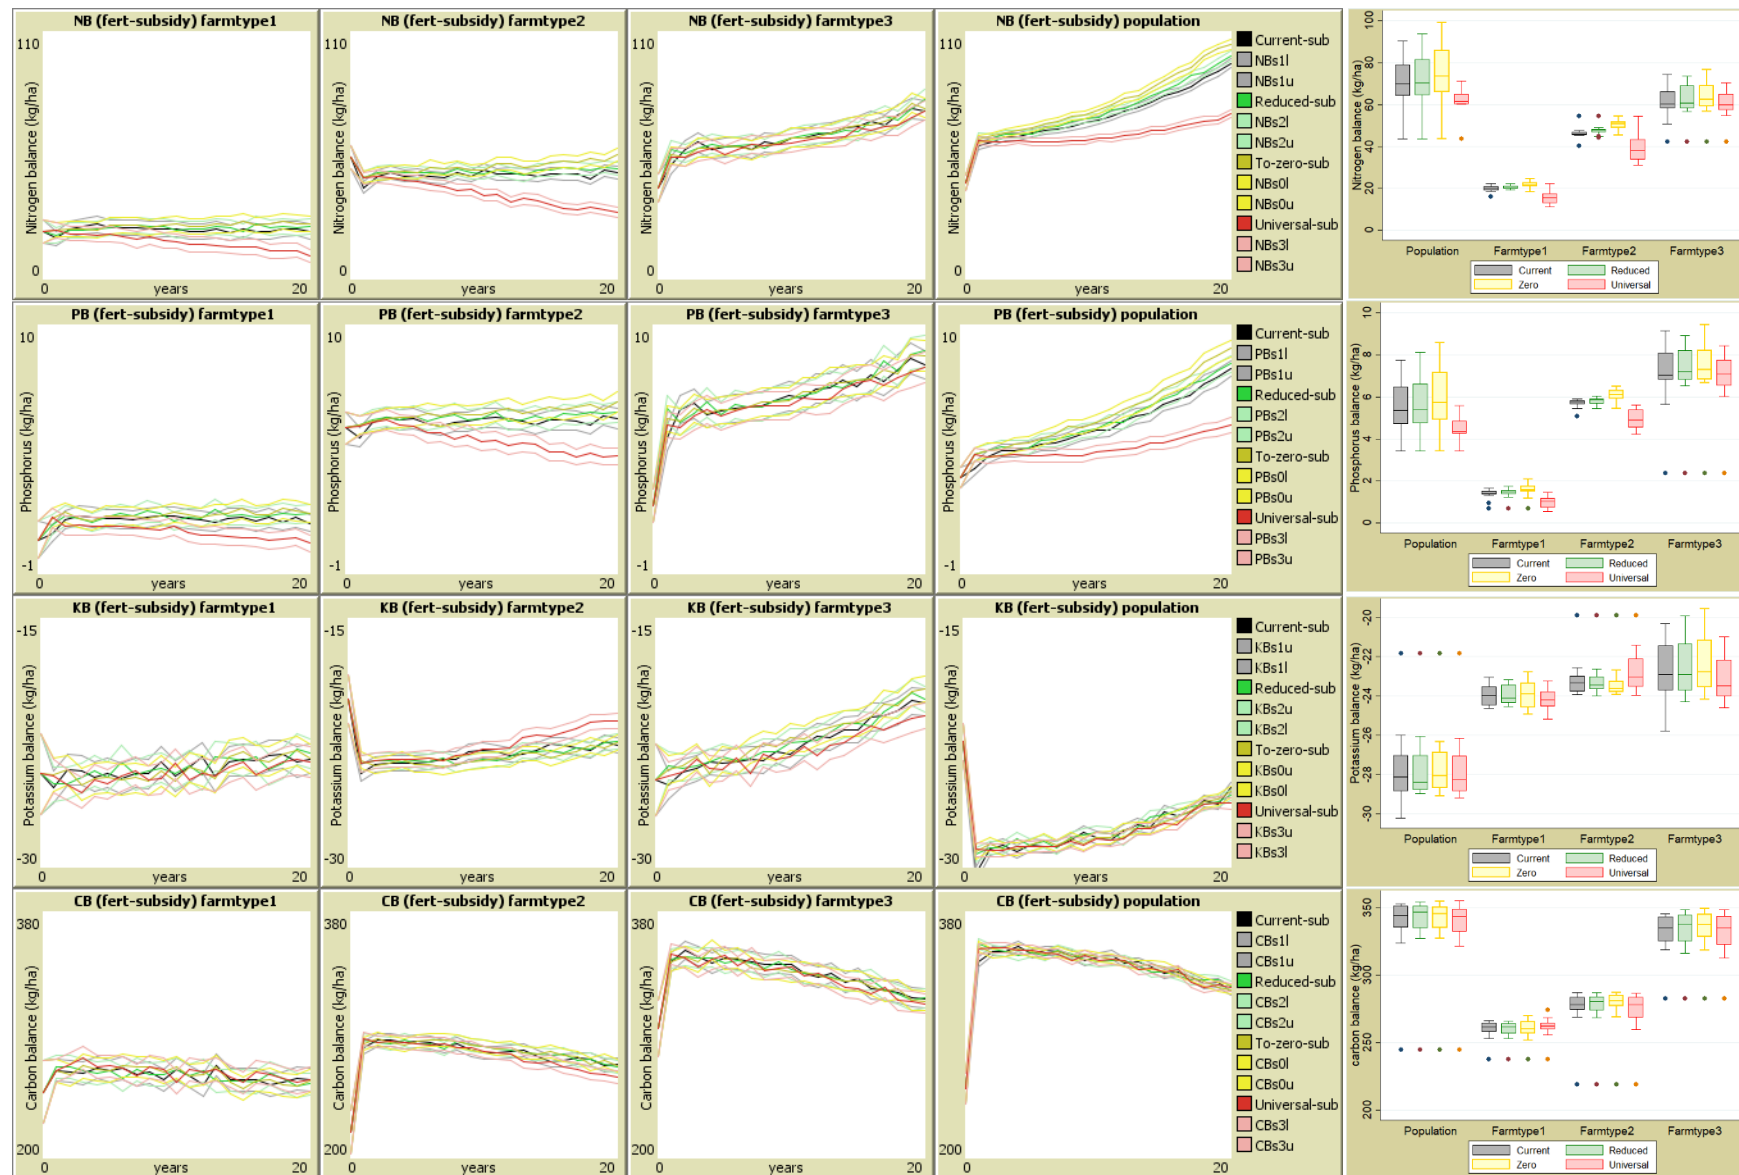 NB (fert-subsidy) farmtype1
110
Nitrogen balance (kg/ha)
0
0
years
20
NB (fert-subsidy) farmtype2
110
Nitrogen balance (kg/ha)
0
0
years
20
NB (fert-subsidy) farmtype3
110
Nitrogen balance (kg/ha)
0
0
years
20
NB (fert-subsidy) population
110
Nitrogen balance (kg/ha)
0
0
years
20
Current-sub
NBs1l
NBs1u
Reduced-sub
NBs2l
NBs2u
To-zero-sub
NBs0l
NBs0u
Universal-sub
NBs3l
NBs3u
Nitrogen balance (kg/ha)
100
80
60
40
20
0
Population
Farmtype1
Farmtype2
Farmtype3
Current
Reduced
Zero
Universal
PB (fert-subsidy) farmtype1
10
Phosphorus (kg/ha)
-1
0
years
20
PB (fert-subsidy) farmtype2
10
Phosphorus (kg/ha)
-1
0
years
20
PB (fert-subsidy) farmtype3
10
Phosphorus (kg/ha)
-1
0
years
20
PB (fert-subsidy) population
10
Phosphorus (kg/ha)
-1
0
years
20
Current-sub
PBs1l
PBs1u
Reduced-sub
PBs2l
PBs2u
To-zero-sub
PBs0l
PBs0u
Universal-sub
PBs3l
PBs3u
Phosphorus balance (kg/ha)
10
8
6
4
2
0
Population
Farmtype1
Farmtype2
Farmtype3
Current
Reduced
Zero
Universal
KB (fert-subsidy) farmtype1
-15
Potassium balance (kg/ha)
-30
0
years
20
KB (fert-subsidy) farmtype2
-15
Potassium balance (kg/ha)
-30
0
years
20
KB (fert-subsidy) farmtype3
-15
Potassium balance (kg/ha)
-30
0
years
20
KB (fert-subsidy) population
-15
Potassium balance (kg/ha)
-30
0
years
20
Current-sub
KBs1u
KBs1l
Reduced-sub
KBs2u
KBs2l
To-zero-sub
KBs0u
KBs0l
Universal-sub
KBs3u
KBs3l
Potassium balance (kg/ha)
-20
-22
-24
-26
-28
-30
Population
Farmtype1
Farmtype2
Farmtype3
Current
Reduced
Zero
Universal
CB (fert-subsidy) farmtype1
380
Carbon balance (kg/ha)
200
0
years
20
CB (fert-subsidy) farmtype2
380
Carbon balance (kg/ha)
200
0
years
20
CB (fert-subsidy) farmtype3
380
Carbon balance (kg/ha)
200
0
years
20
CB (fert-subsidy) population
380
Carbon balance (kg/ha)
200
0
years
20
Current-sub
CBs1l
CBs1u
Reduced-sub
CBs2l
CBs2u
To-zero-sub
CBs0l
CBs0u
Universal-sub
CBs3l
CBs3u
carbon balance (kg/ha)
350
300
250
200
Population
Farmtype1
Farmtype2
Farmtype3
Current
Reduced
Zero
Universal